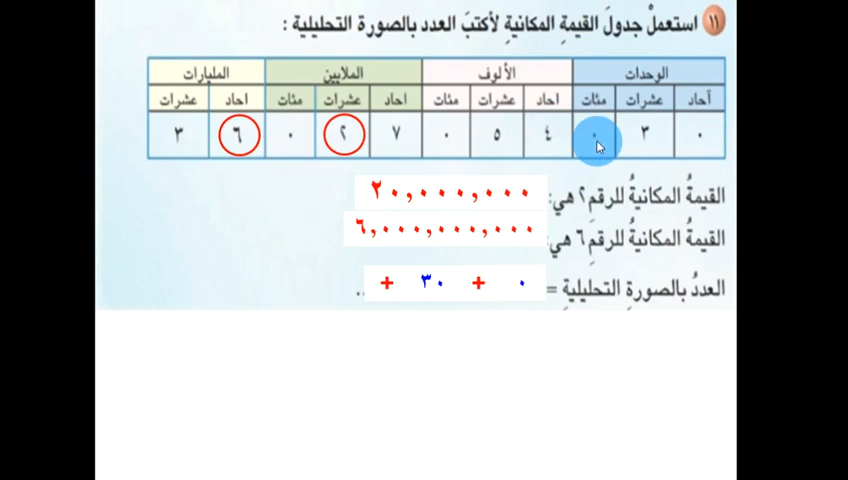 ١١ استعملْ جدولَ القيمةِ المكانيةِ لأكتبَ العدد بالصورة التحليلية :
الوحدات الألوف الملايين المليارات
آحاد عشرات مئات احاد عشرات مئات احاد عشرات مئات احاد عشرات
٠ ٣ ٠ ٤ ٥ ٠ ٧ ٢ ٠ ٦ ٣
القيمةُ المكانيةُ للرقمِ ٢ هي: ٢٠,٠٠٠,٠٠٠
القيمةُ المكانيةُ للرقمِ ٦ هي: ٦,٠٠٠,٠٠٠,٠٠٠
العددُ بالصورةِ التحليليةِ = ٠ + ٣٠ + ..